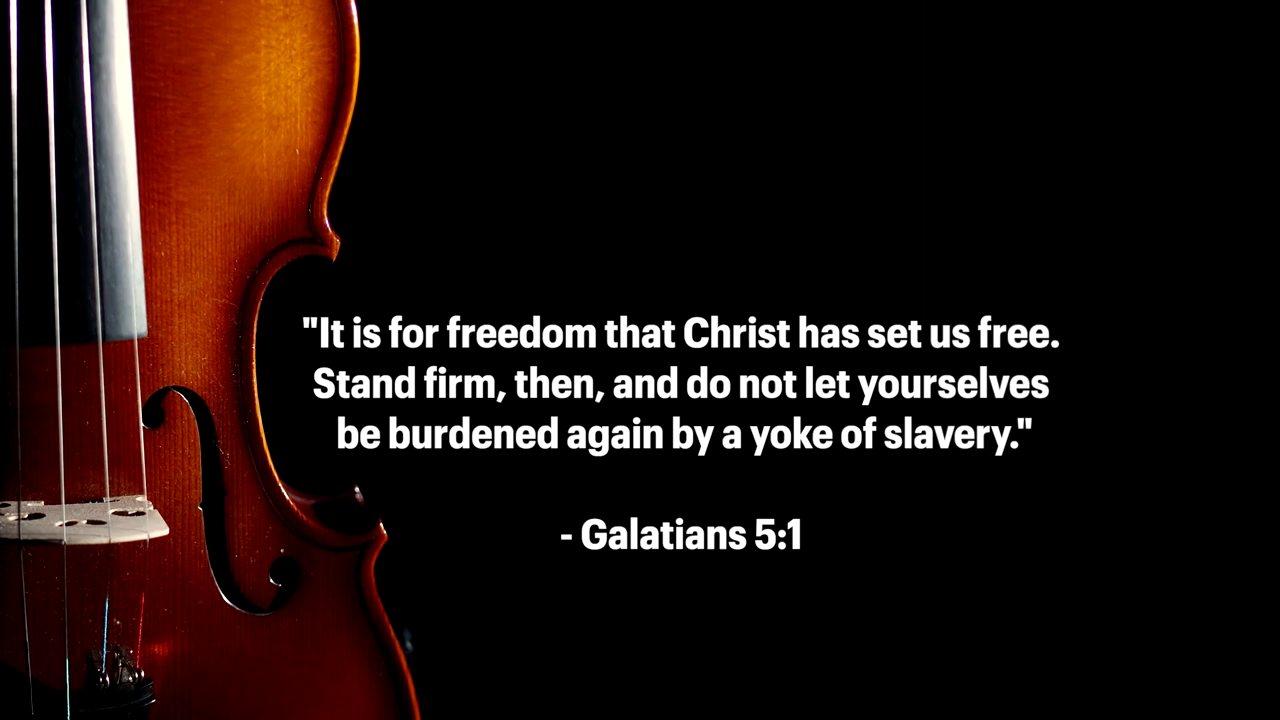 "It is for freedom that Christ has set us free.
Stand firm, then, and do not let yourselves
be burdened again by a yoke of slavery."
- Galatians 5:1